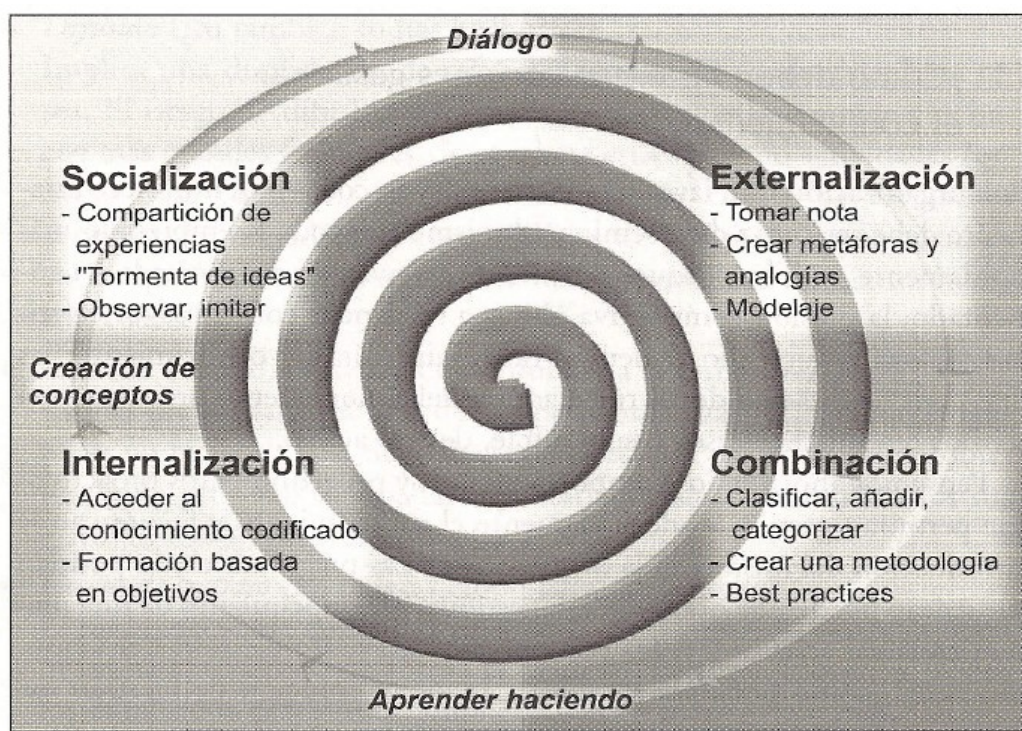 Diálogo
Socialización
- Compartición de
experiencias
- "Tormenta de ideas"
- Observar, imitar
Externalización
- Tomar nota
- Crear metáforas y
analogías
- Modelaje
Creación de
conceptos
Internalización
- Acceder al
conocimiento codificado
- Formación basada
en objetivos
Combinación
- Clasificar, añadir,
categorizar
- Crear una metodología
- Best practices
Aprender haciendo